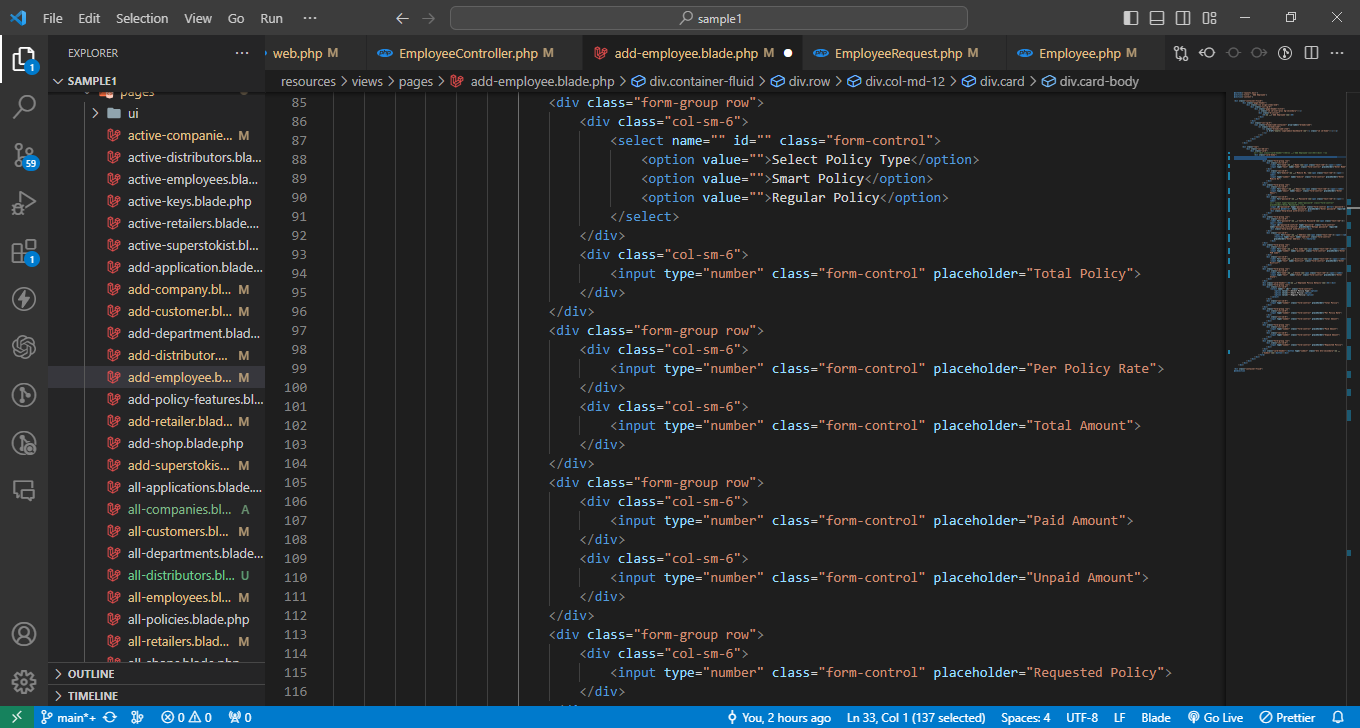 File Edit Selection View Go Run ··· sample1
EXPLORER ···
web.php M EmployeeController.php M add-employee.blade.php M EmployeeRequest.php M Employee.php M ···
SAMPLE1
resources > views > pages > add-employee.blade.php > div.container-fluid > div.row > div.col-md-12 > div.card > div.card-body
pages
ui
active-companie... M
active-distributors.bla...
active-employees.bla...
active-keys.blade.php
active-retailers.blade....
active-superstokist.bl...
add-application.blade...
add-company.bl... M
add-customer.bl... M
add-department.blad...
add-distributor.... M
add-employee.b... M
add-policy-features.bl...
add-retailer.blad... M
add-shop.blade.php
add-superstokis... M
all-applications.blade....
all-companies.bl... A
all-customers.bl... M
all-departments.blade...
all-distributors.bl... U
all-employees.bl... M
all-policies.blade.php
all-retailers.blad... M
all-shops.blade.php
OUTLINE
TIMELINE
85 <div class="form-group row">
86 <div class="col-sm-6">
87 <select name="" id="" class="form-control">
88 <option value="">Select Policy Type</option>
89 <option value="">Smart Policy</option>
90 <option value="">Regular Policy</option>
91 </select>
92 </div>
93 <div class="col-sm-6">
94 <input type="number" class="form-control" placeholder="Total Policy">
95 </div>
96 </div>
97 <div class="form-group row">
98 <div class="col-sm-6">
99 <input type="number" class="form-control" placeholder="Per Policy Rate">
100 </div>
101 <div class="col-sm-6">
102 <input type="number" class="form-control" placeholder="Total Amount">
103 </div>
104 </div>
105 <div class="form-group row">
106 <div class="col-sm-6">
107 <input type="number" class="form-control" placeholder="Paid Amount">
108 </div>
109 <div class="col-sm-6">
110 <input type="number" class="form-control" placeholder="Unpaid Amount">
111 </div>
112 </div>
113 <div class="form-group row">
114 <div class="col-sm-6">
115 <input type="number" class="form-control" placeholder="Requested Policy">
116 </div>
1
59
1
main*+ 0 0 0 You, 2 hours ago Ln 33, Col 1 (137 selected) Spaces: 4 UTF-8 LF Blade Go Live Prettier